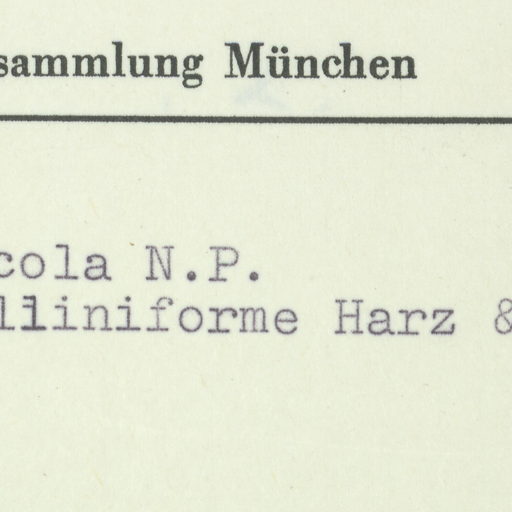 sammlung München
cola N.P.
lliniforme Harz &